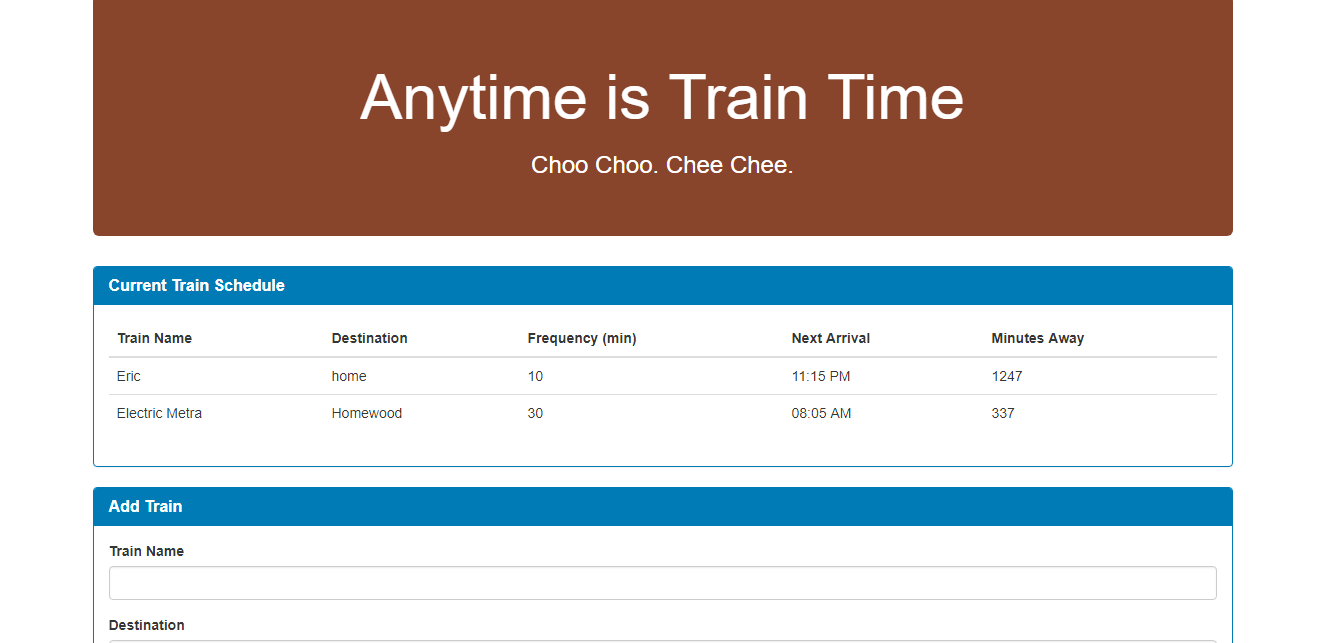 Anytime is Train Time
Choo Choo. Chee Chee.
Current Train Schedule
Train Name Destination Frequency (min) Next Arrival Minutes Away
Eric home 10 11:15 PM 1247
Electric Metra Homewood 30 08:05 AM 337
Add Train
Train Name
Destination